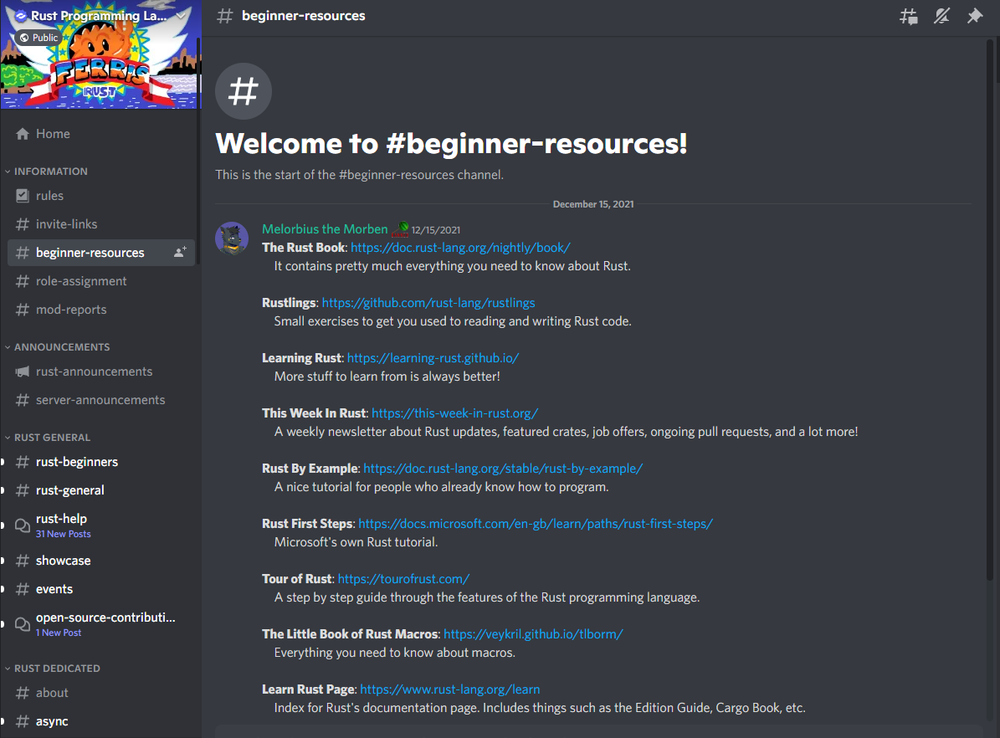 Rust Programming La...
Public
FERRIS
RUST
Home
INFORMATION
rules
invite-links
beginner-resources
role-assignment
mod-reports
ANNOUNCEMENTS
rust-announcements
server-announcements
RUST GENERAL
rust-beginners
rust-general
rust-help
31 New Posts
showcase
events
open-source-contributi...
1 New Post
RUST DEDICATED
about
async
beginner-resources
Welcome to #beginner-resources!
This is the start of the #beginner-resources channel.
December 15, 2021
Melorbius the Morben 12/15/2021
The Rust Book: https://doc.rust-lang.org/nightly/book/
It contains pretty much everything you need to know about Rust.
Rustlings: https://github.com/rust-lang/rustlings
Small exercises to get you used to reading and writing Rust code.
Learning Rust: https://learning-rust.github.io/
More stuff to learn from is always better!
This Week In Rust: https://this-week-in-rust.org/
A weekly newsletter about Rust updates, featured crates, job offers, ongoing pull requests, and a lot more!
Rust By Example: https://doc.rust-lang.org/stable/rust-by-example/
A nice tutorial for people who already know how to program.
Rust First Steps: https://docs.microsoft.com/en-gb/learn/paths/rust-first-steps/
Microsoft's own Rust tutorial.
Tour of Rust: https://tourofrust.com/
A step by step guide through the features of the Rust programming language.
The Little Book of Rust Macros: https://veykril.github.io/tlborm/
Everything you need to know about macros.
Learn Rust Page: https://www.rust-lang.org/learn
Index for Rust's documentation page. Includes things such as the Edition Guide, Cargo Book, etc.